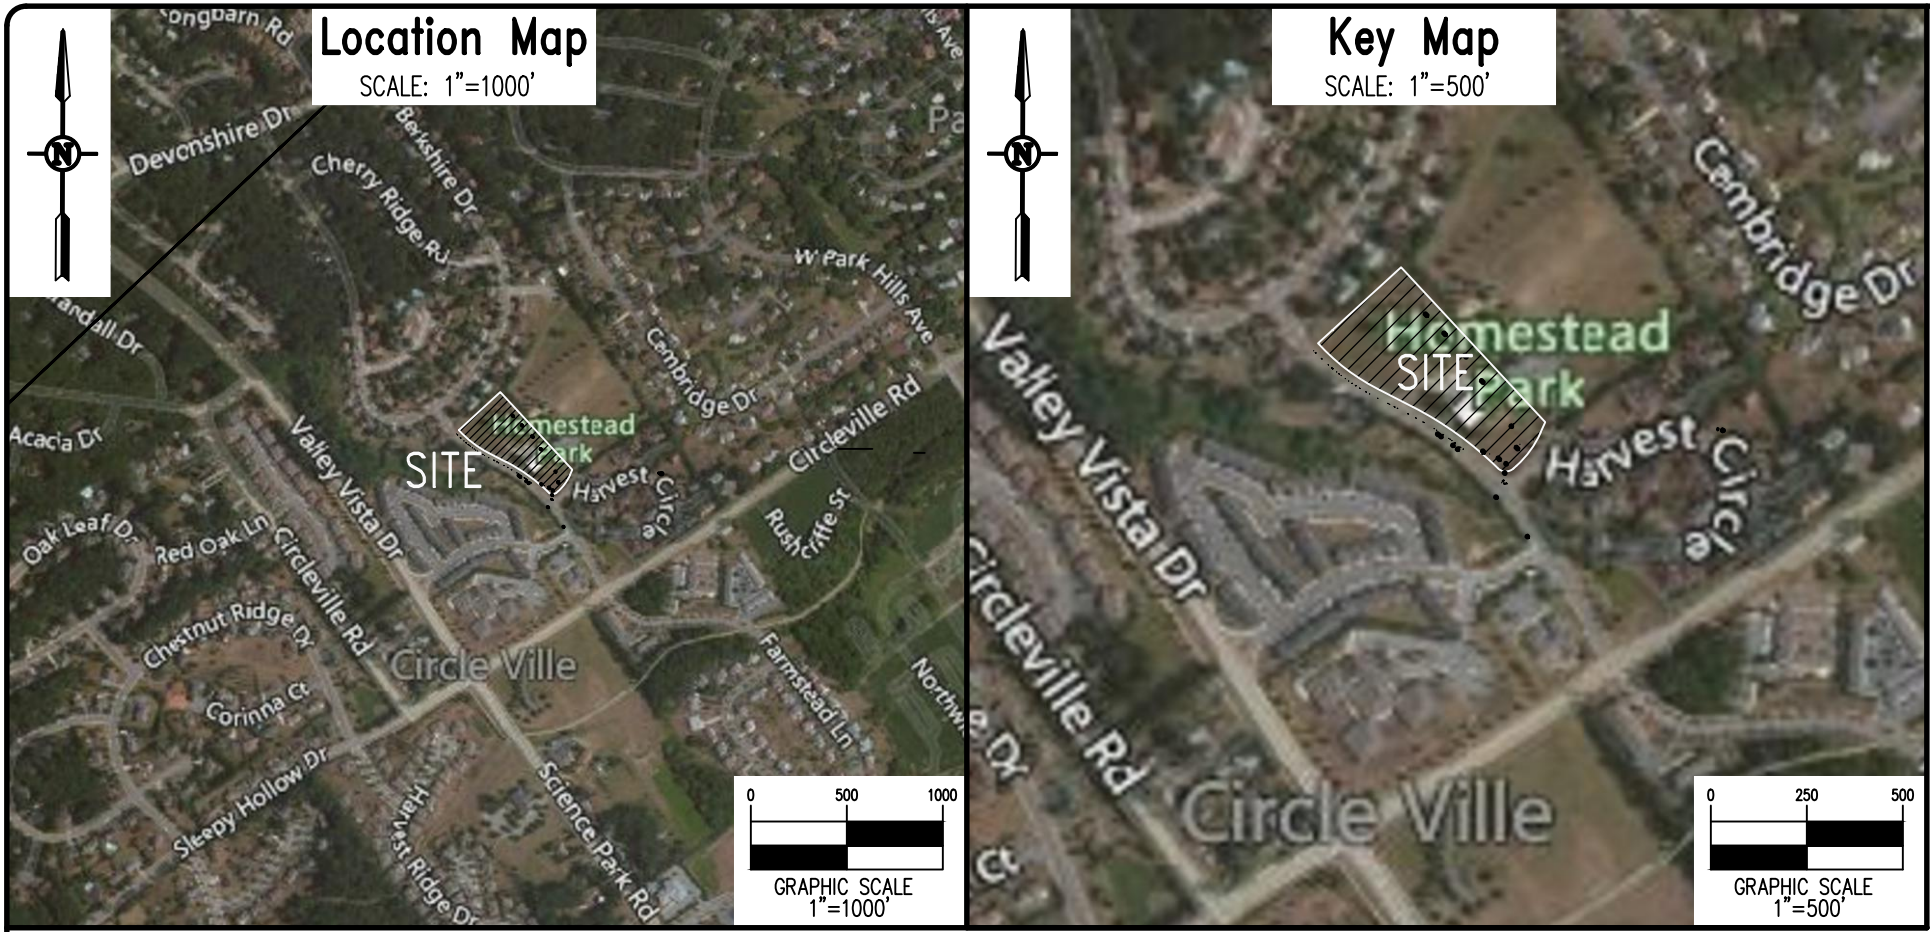 Location Map
SCALE: 1"=1000'
N
Longbarn Rd
Devonshire Dr
Berkshire Dr
Cherry Ridge Rd
W Park Hills Ave
Cambridge Dr
Circleville Rd
Acacia Dr
Valley Vista Dr
Homestead
Park
SITE
Harvest Circle
Rushcliffe St
Oak Leaf Dr
Red Oak Ln
Circleville Rd
Chestnut Ridge Dr
Circle Ville
Farmstead Ln
Corinna Ct
Sleepy Hollow Dr
Harvest Ridge Dr
Science Park Rd
0 500 1000
GRAPHIC SCALE
1"=1000'
Key Map
SCALE: 1"=500'
N
Cambridge Dr
Homestead
SITE
Park
Valley Vista Dr
Harvest Circle
Circleville Rd
e Dr
Circle Ville
Ct
0 250 500
GRAPHIC SCALE
1"=500'